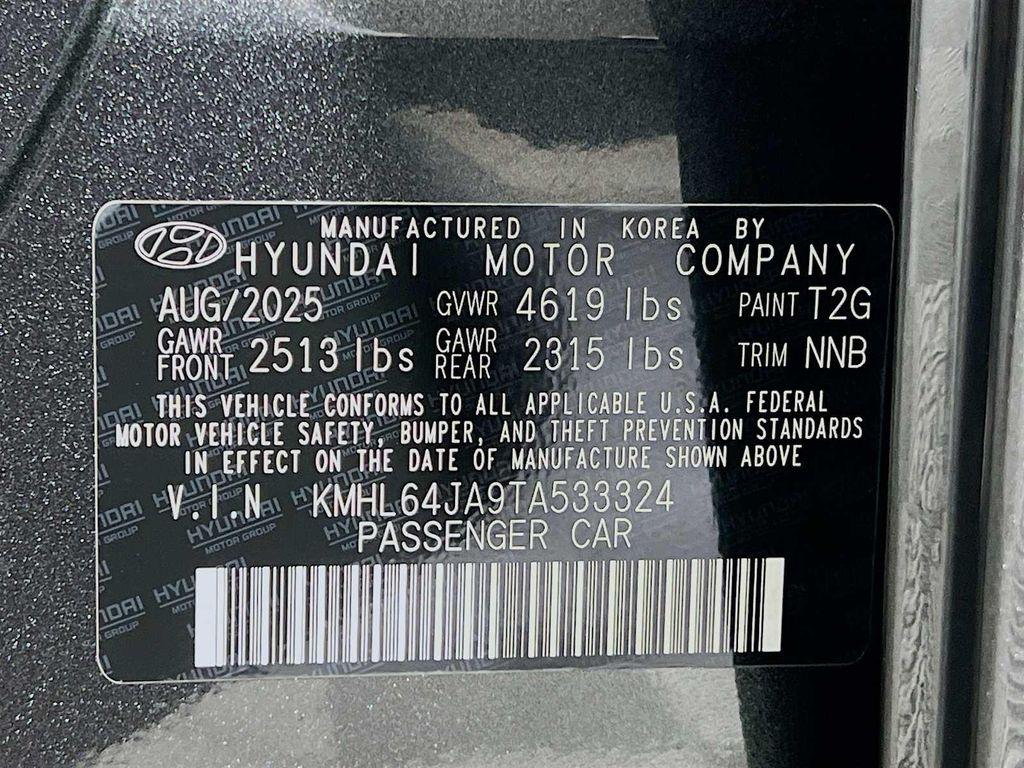 MANUFACTURED IN KOREA BY
HYUNDAI MOTOR COMPANY
AUG/2025 GVWR 4619 lbs PAINT T2G
GAWR FRONT 2513 lbs GAWR REAR 2315 lbs TRIM NNB
THIS VEHICLE CONFORMS TO ALL APPLICABLE U.S.A. FEDERAL
MOTOR VEHICLE SAFETY, BUMPER, AND THEFT PREVENTION STANDARDS
IN EFFECT ON THE DATE OF MANUFACTURE SHOWN ABOVE
V.I.N KMHL64JA9TA533324
PASSENGER CAR